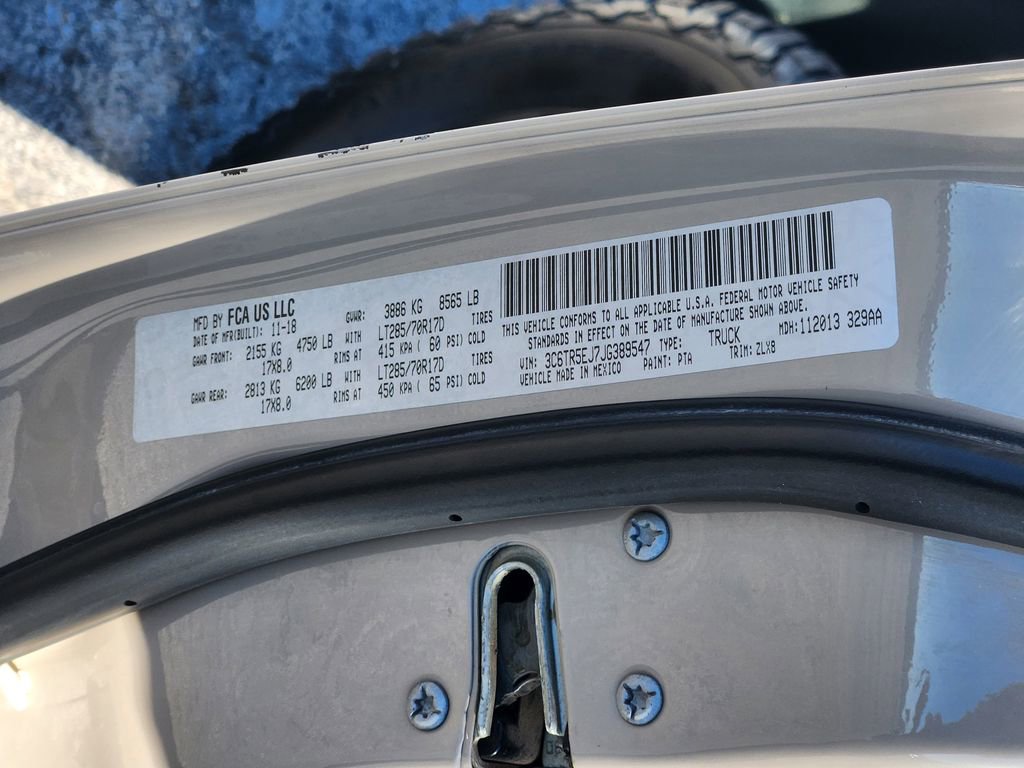 MFD BY FCA US LLC
DATE OF MFR(BUILT): 11-18 GVWR: 3886 KG 8565 LB
GAWR FRONT: 2155 KG 4750 LB WITH LT285/70R17D TIRES
17X8.0 RIMS AT 415 KPA ( 60 PSI) COLD
GAWR REAR: 2813 KG 6200 LB WITH LT285/70R17D TIRES
17X8.0 RIMS AT 450 KPA ( 65 PSI) COLD
THIS VEHICLE CONFORMS TO ALL APPLICABLE U.S.A. FEDERAL MOTOR VEHICLE SAFETY
STANDARDS IN EFFECT ON THE DATE OF MANUFACTURE SHOWN ABOVE.
VIN: 3C6TR5EJ7JG389547 TYPE: TRUCK MDH: 112013 329AA
VEHICLE MADE IN MEXICO PAINT: PTA TRIM: ZLX8